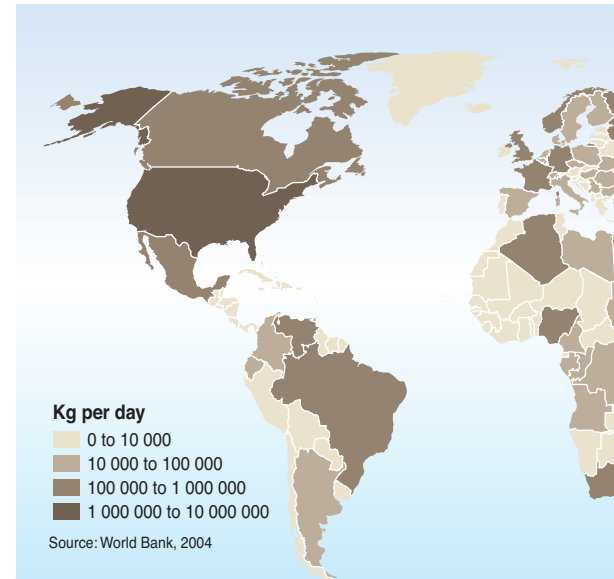 Kg per day
0 to 10 000
10 000 to 100 000
100 000 to 1 000 000
1 000 000 to 10 000 000
Source: World Bank, 2004